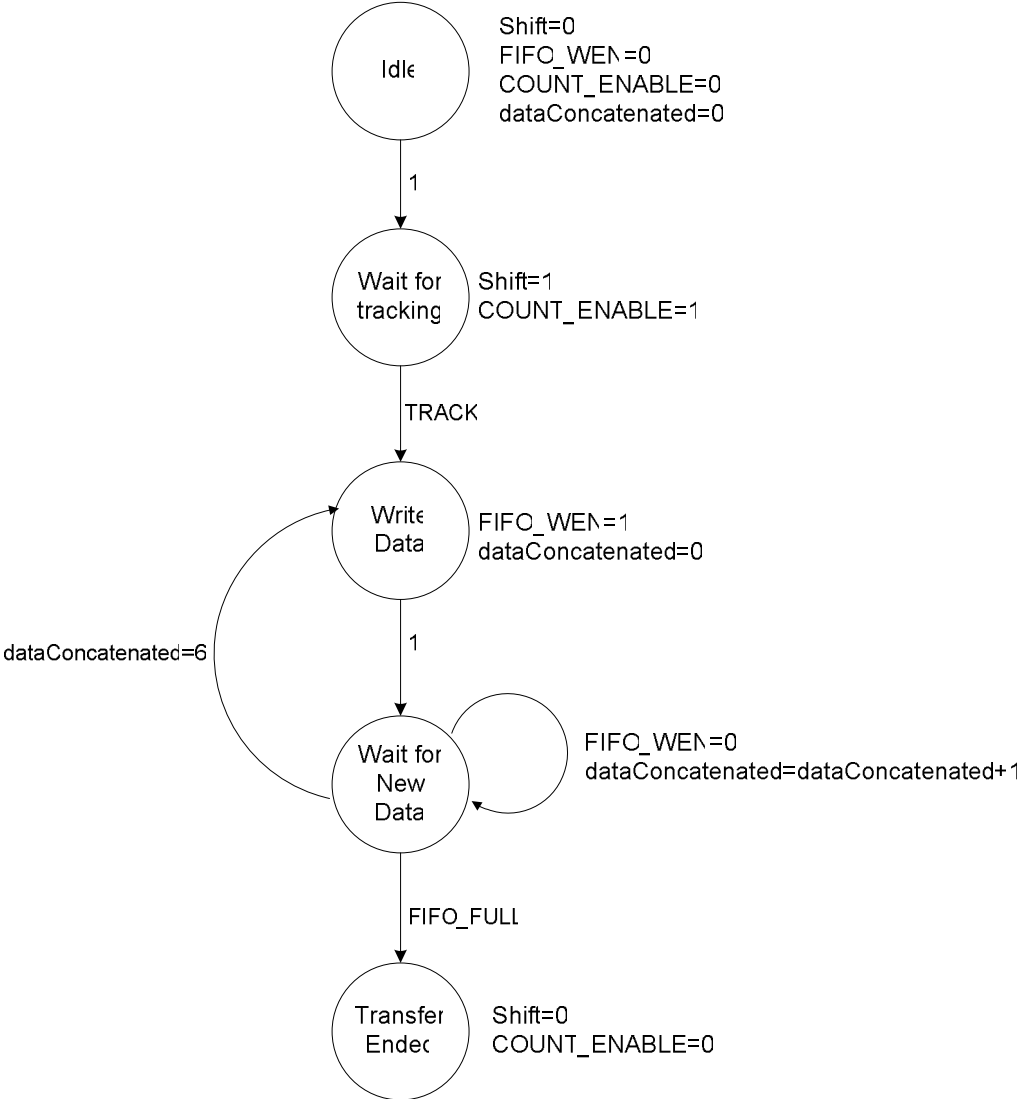 Idle
Shift=0
FIFO_WEN=0
COUNT_ENABLE=0
dataConcatenated=0
1
Wait for
tracking
Shift=1
COUNT_ENABLE=1
TRACK
Write
Data
FIFO_WEN=1
dataConcatenated=0
dataConcatenated=6
1
Wait for
New
Data
FIFO_WEN=0
dataConcatenated=dataConcatenated+1
FIFO_FULL
Transfer
Ended
Shift=0
COUNT_ENABLE=0